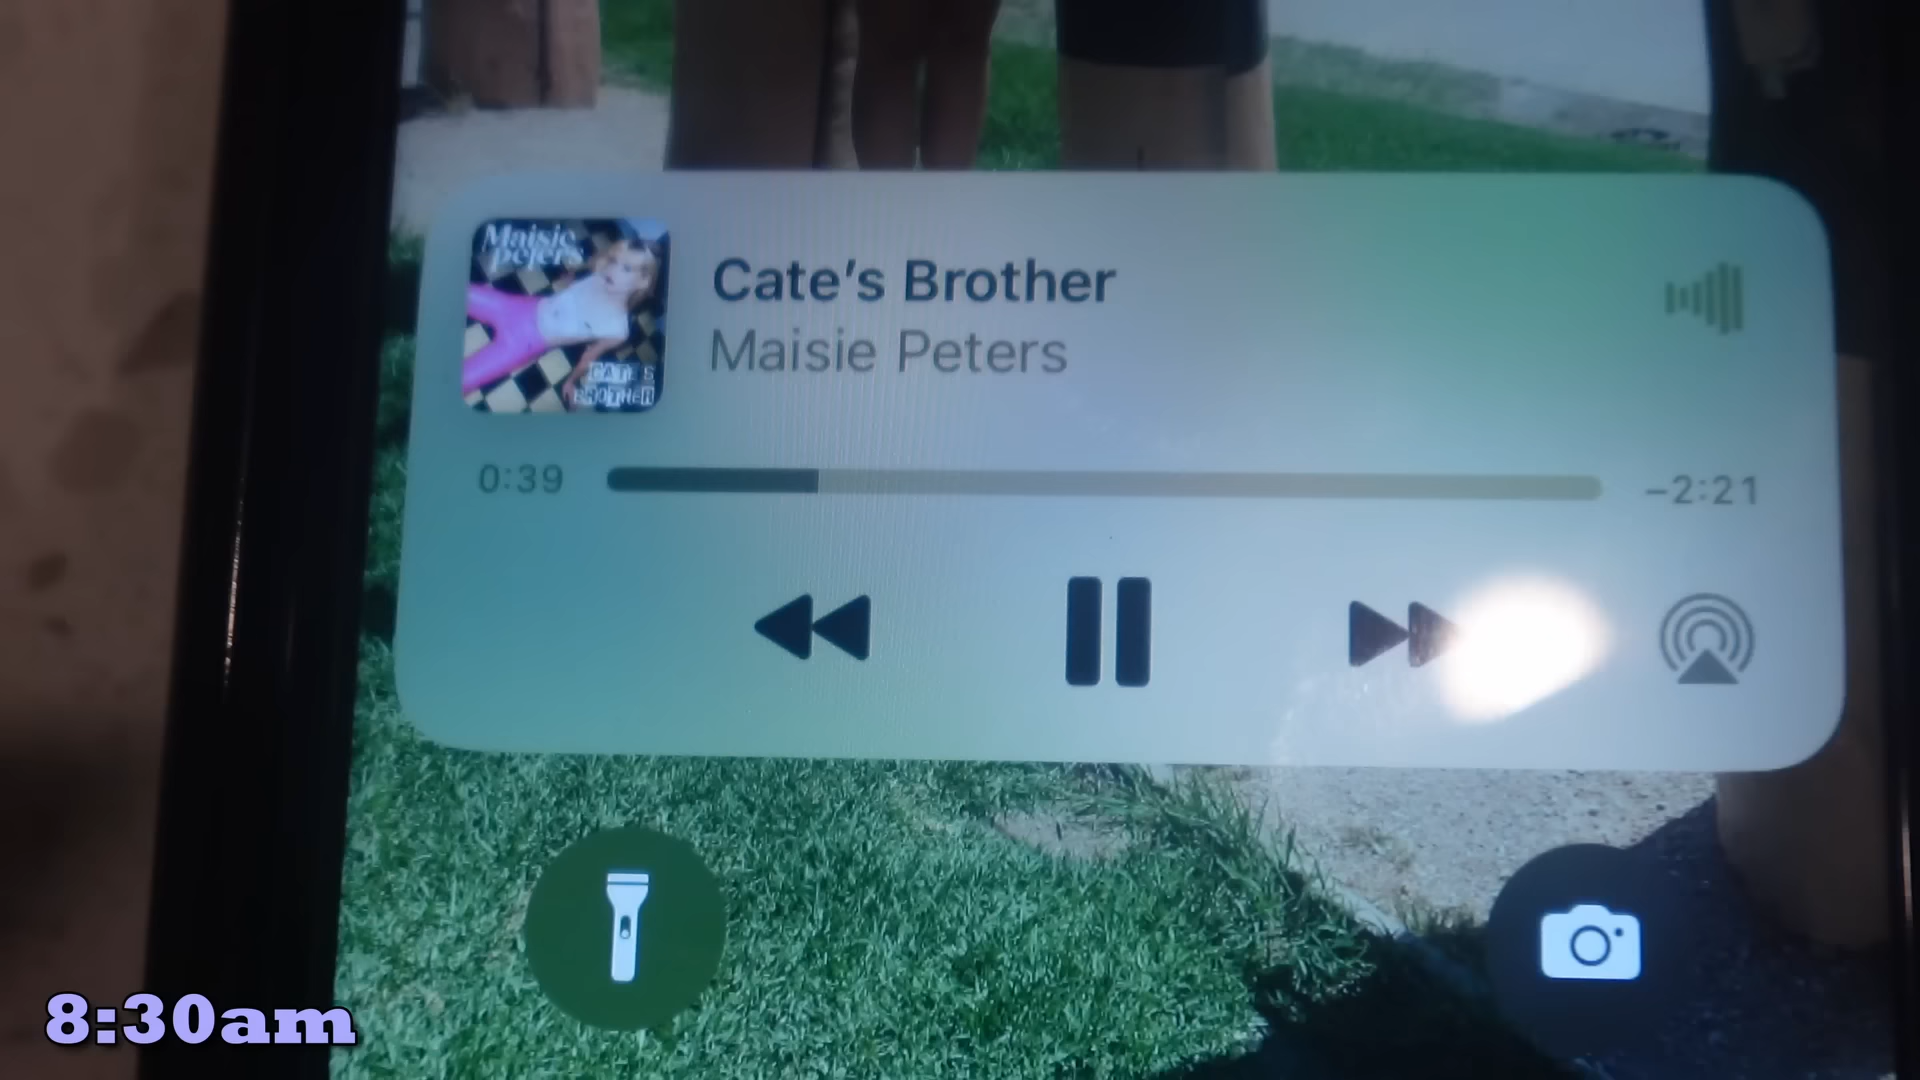 Maisie
peters
CATE'S
BROTHER
Cate's Brother
Maisie Peters
0:39
-2:21
8:30am